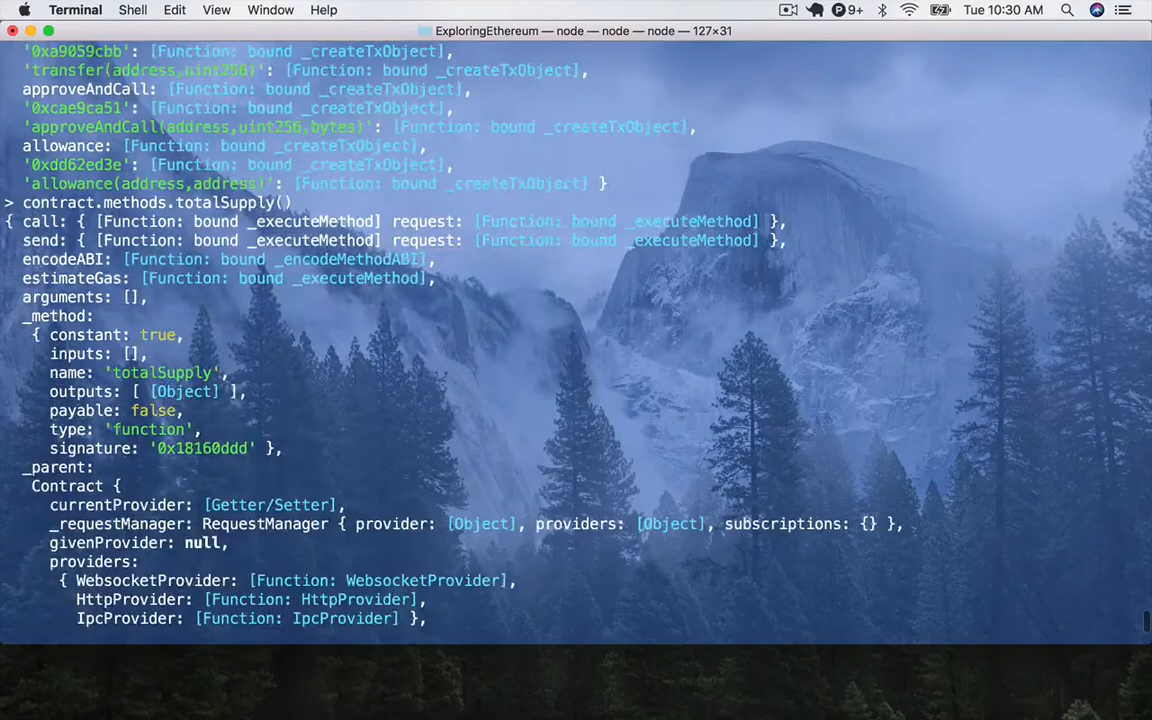 Terminal Shell Edit View Window Help 9+ Tue 10:30 AM
ExploringEthereum — node — node — node — 127×31
'0xa9059cbb': [Function: bound _createTxObject],
'transfer(address,uint256)': [Function: bound _createTxObject],
approveAndCall: [Function: bound _createTxObject],
'0xcae9ca51': [Function: bound _createTxObject],
'approveAndCall(address,uint256,bytes)': [Function: bound _createTxObject],
allowance: [Function: bound _createTxObject],
'0xdd62ed3e': [Function: bound _createTxObject],
'allowance(address,address)': [Function: bound _createTxObject] }
> contract.methods.totalSupply()
{ call: { [Function: bound _executeMethod] request: [Function: bound _executeMethod] },
send: { [Function: bound _executeMethod] request: [Function: bound _executeMethod] },
encodeABI: [Function: bound _encodeMethodABI],
estimateGas: [Function: bound _executeMethod],
arguments: [],
_method:
{ constant: true,
inputs: [],
name: 'totalSupply',
outputs: [ [Object] ],
payable: false,
type: 'function',
signature: '0x18160ddd' },
_parent:
Contract {
currentProvider: [Getter/Setter],
_requestManager: RequestManager { provider: [Object], providers: [Object], subscriptions: {} },
givenProvider: null,
providers:
{ WebsocketProvider: [Function: WebsocketProvider],
HttpProvider: [Function: HttpProvider],
IpcProvider: [Function: IpcProvider] },